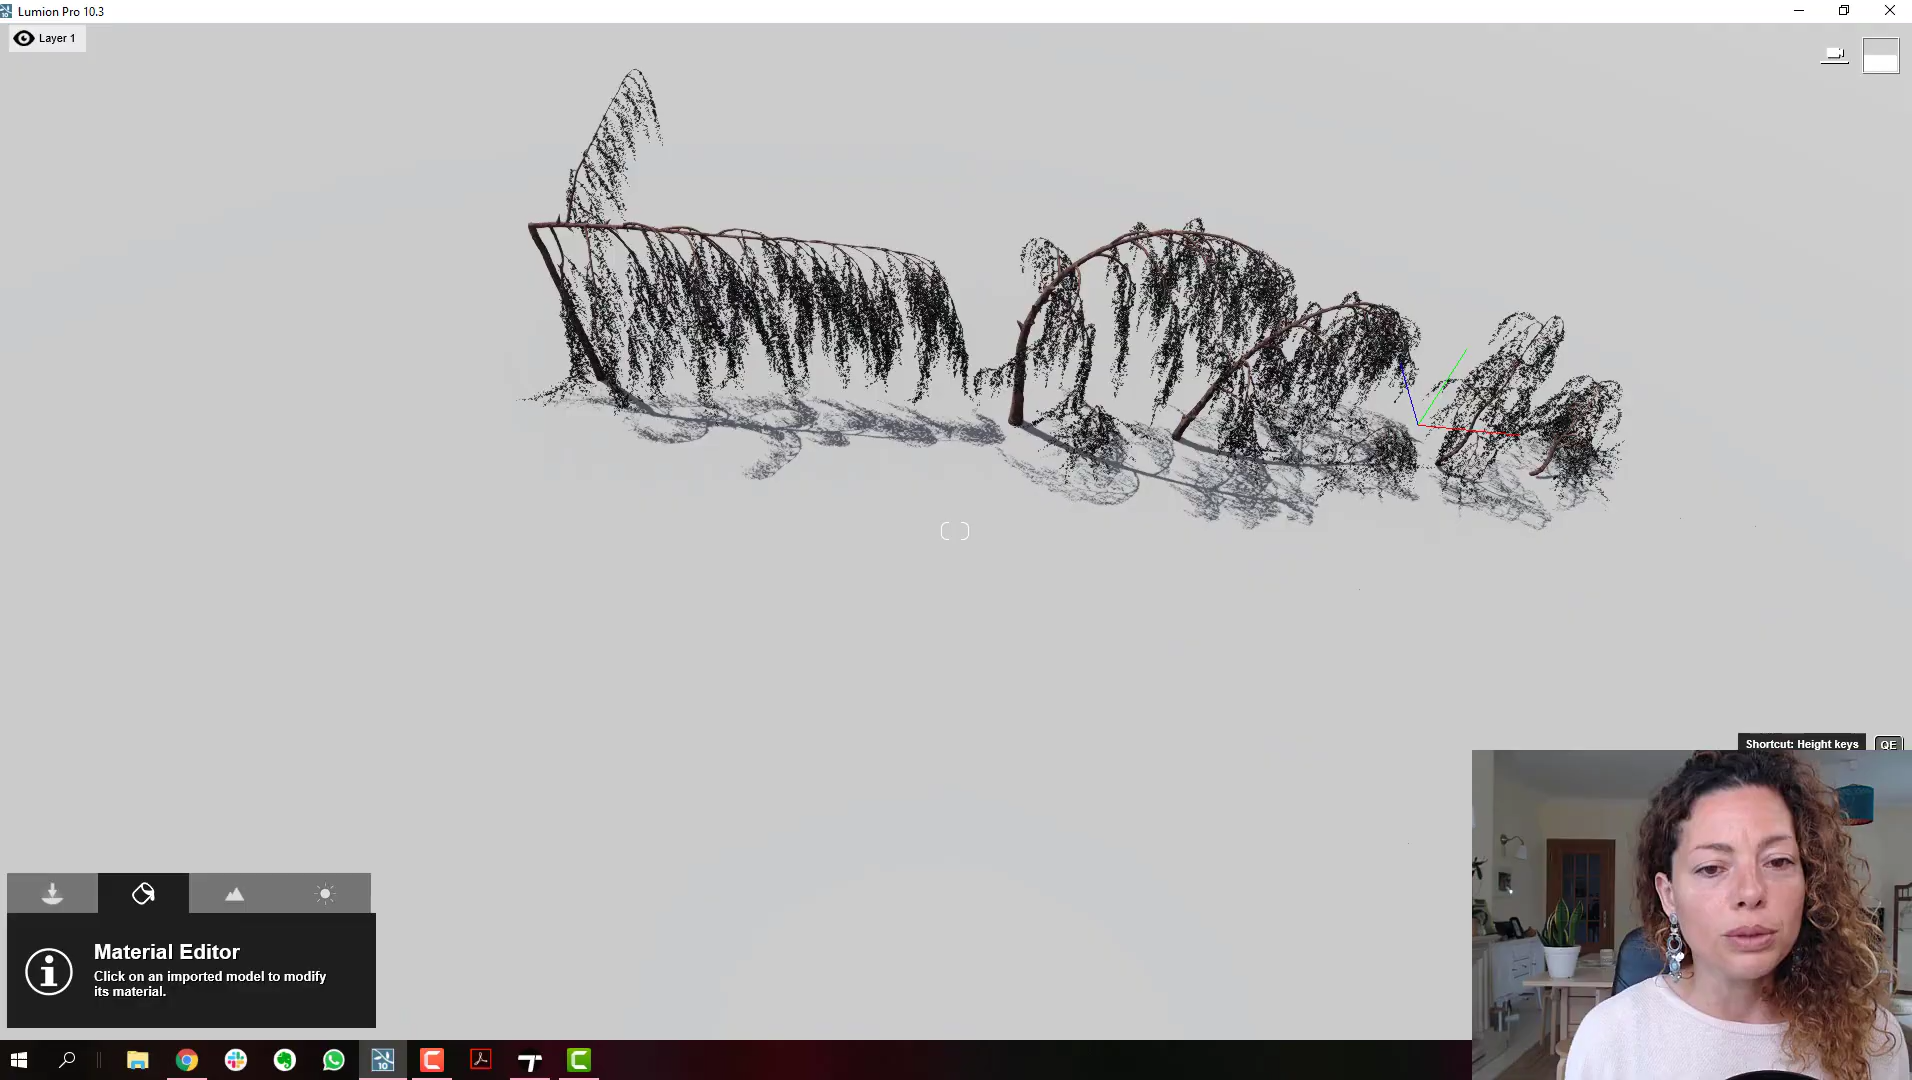 Lumion Pro 10.3
Layer 1
Shortcut: Height keys
QE
Material Editor
Click on an imported model to modify
its material.
10